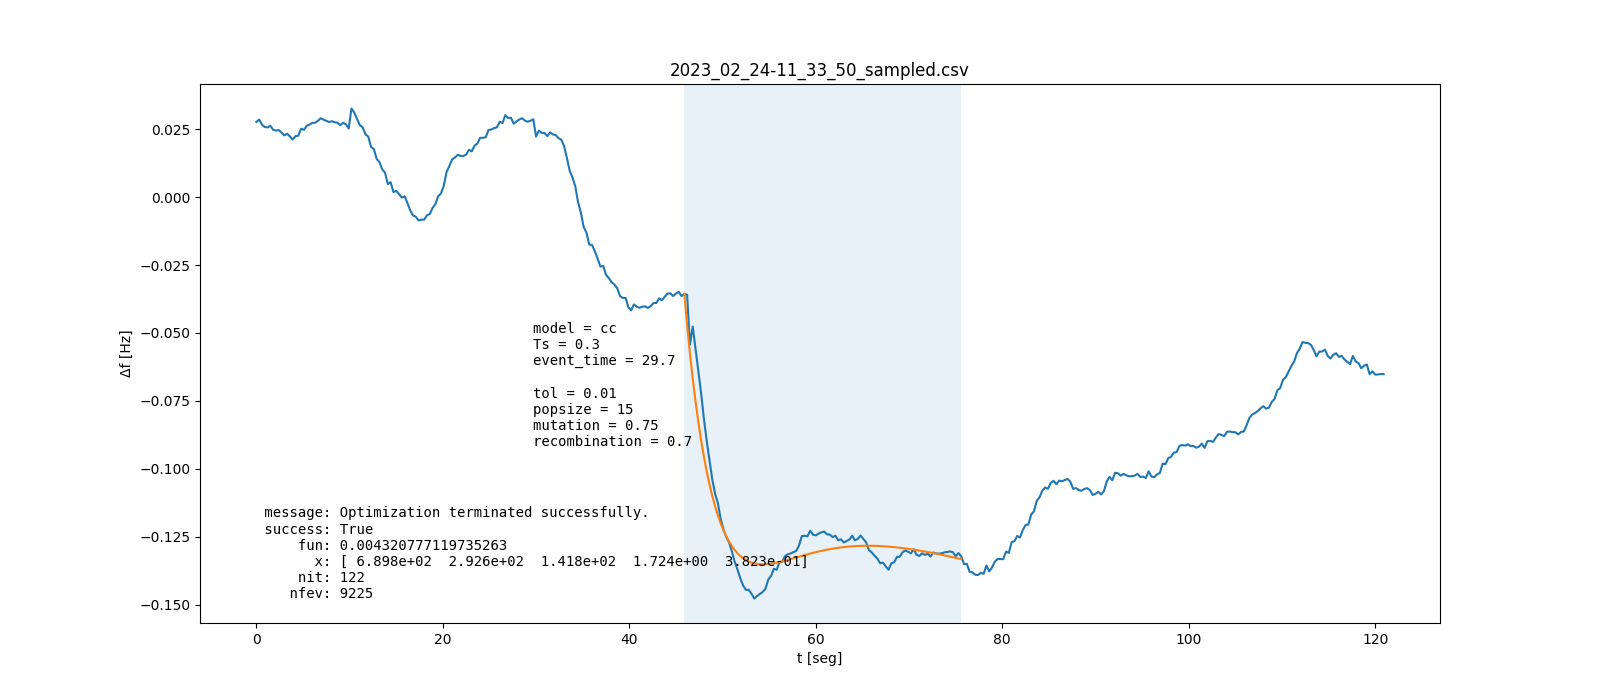 2023_02_24-11_33_50_sampled.csv
0.025
0.000
−0.025
−0.050
−0.075
−0.100
−0.125
−0.150
Δf [Hz]
model = cc
Ts = 0.3
event_time = 29.7
tol = 0.01
popsize = 15
mutation = 0.75
recombination = 0.7
message: Optimization terminated successfully.
success: True
fun: 0.004320777119735263
x: [ 6.898e+02 2.926e+02 1.418e+02 1.724e+00 3.823e-01]
nit: 122
nfev: 9225
0 20 40 60 80 100 120
t [seg]